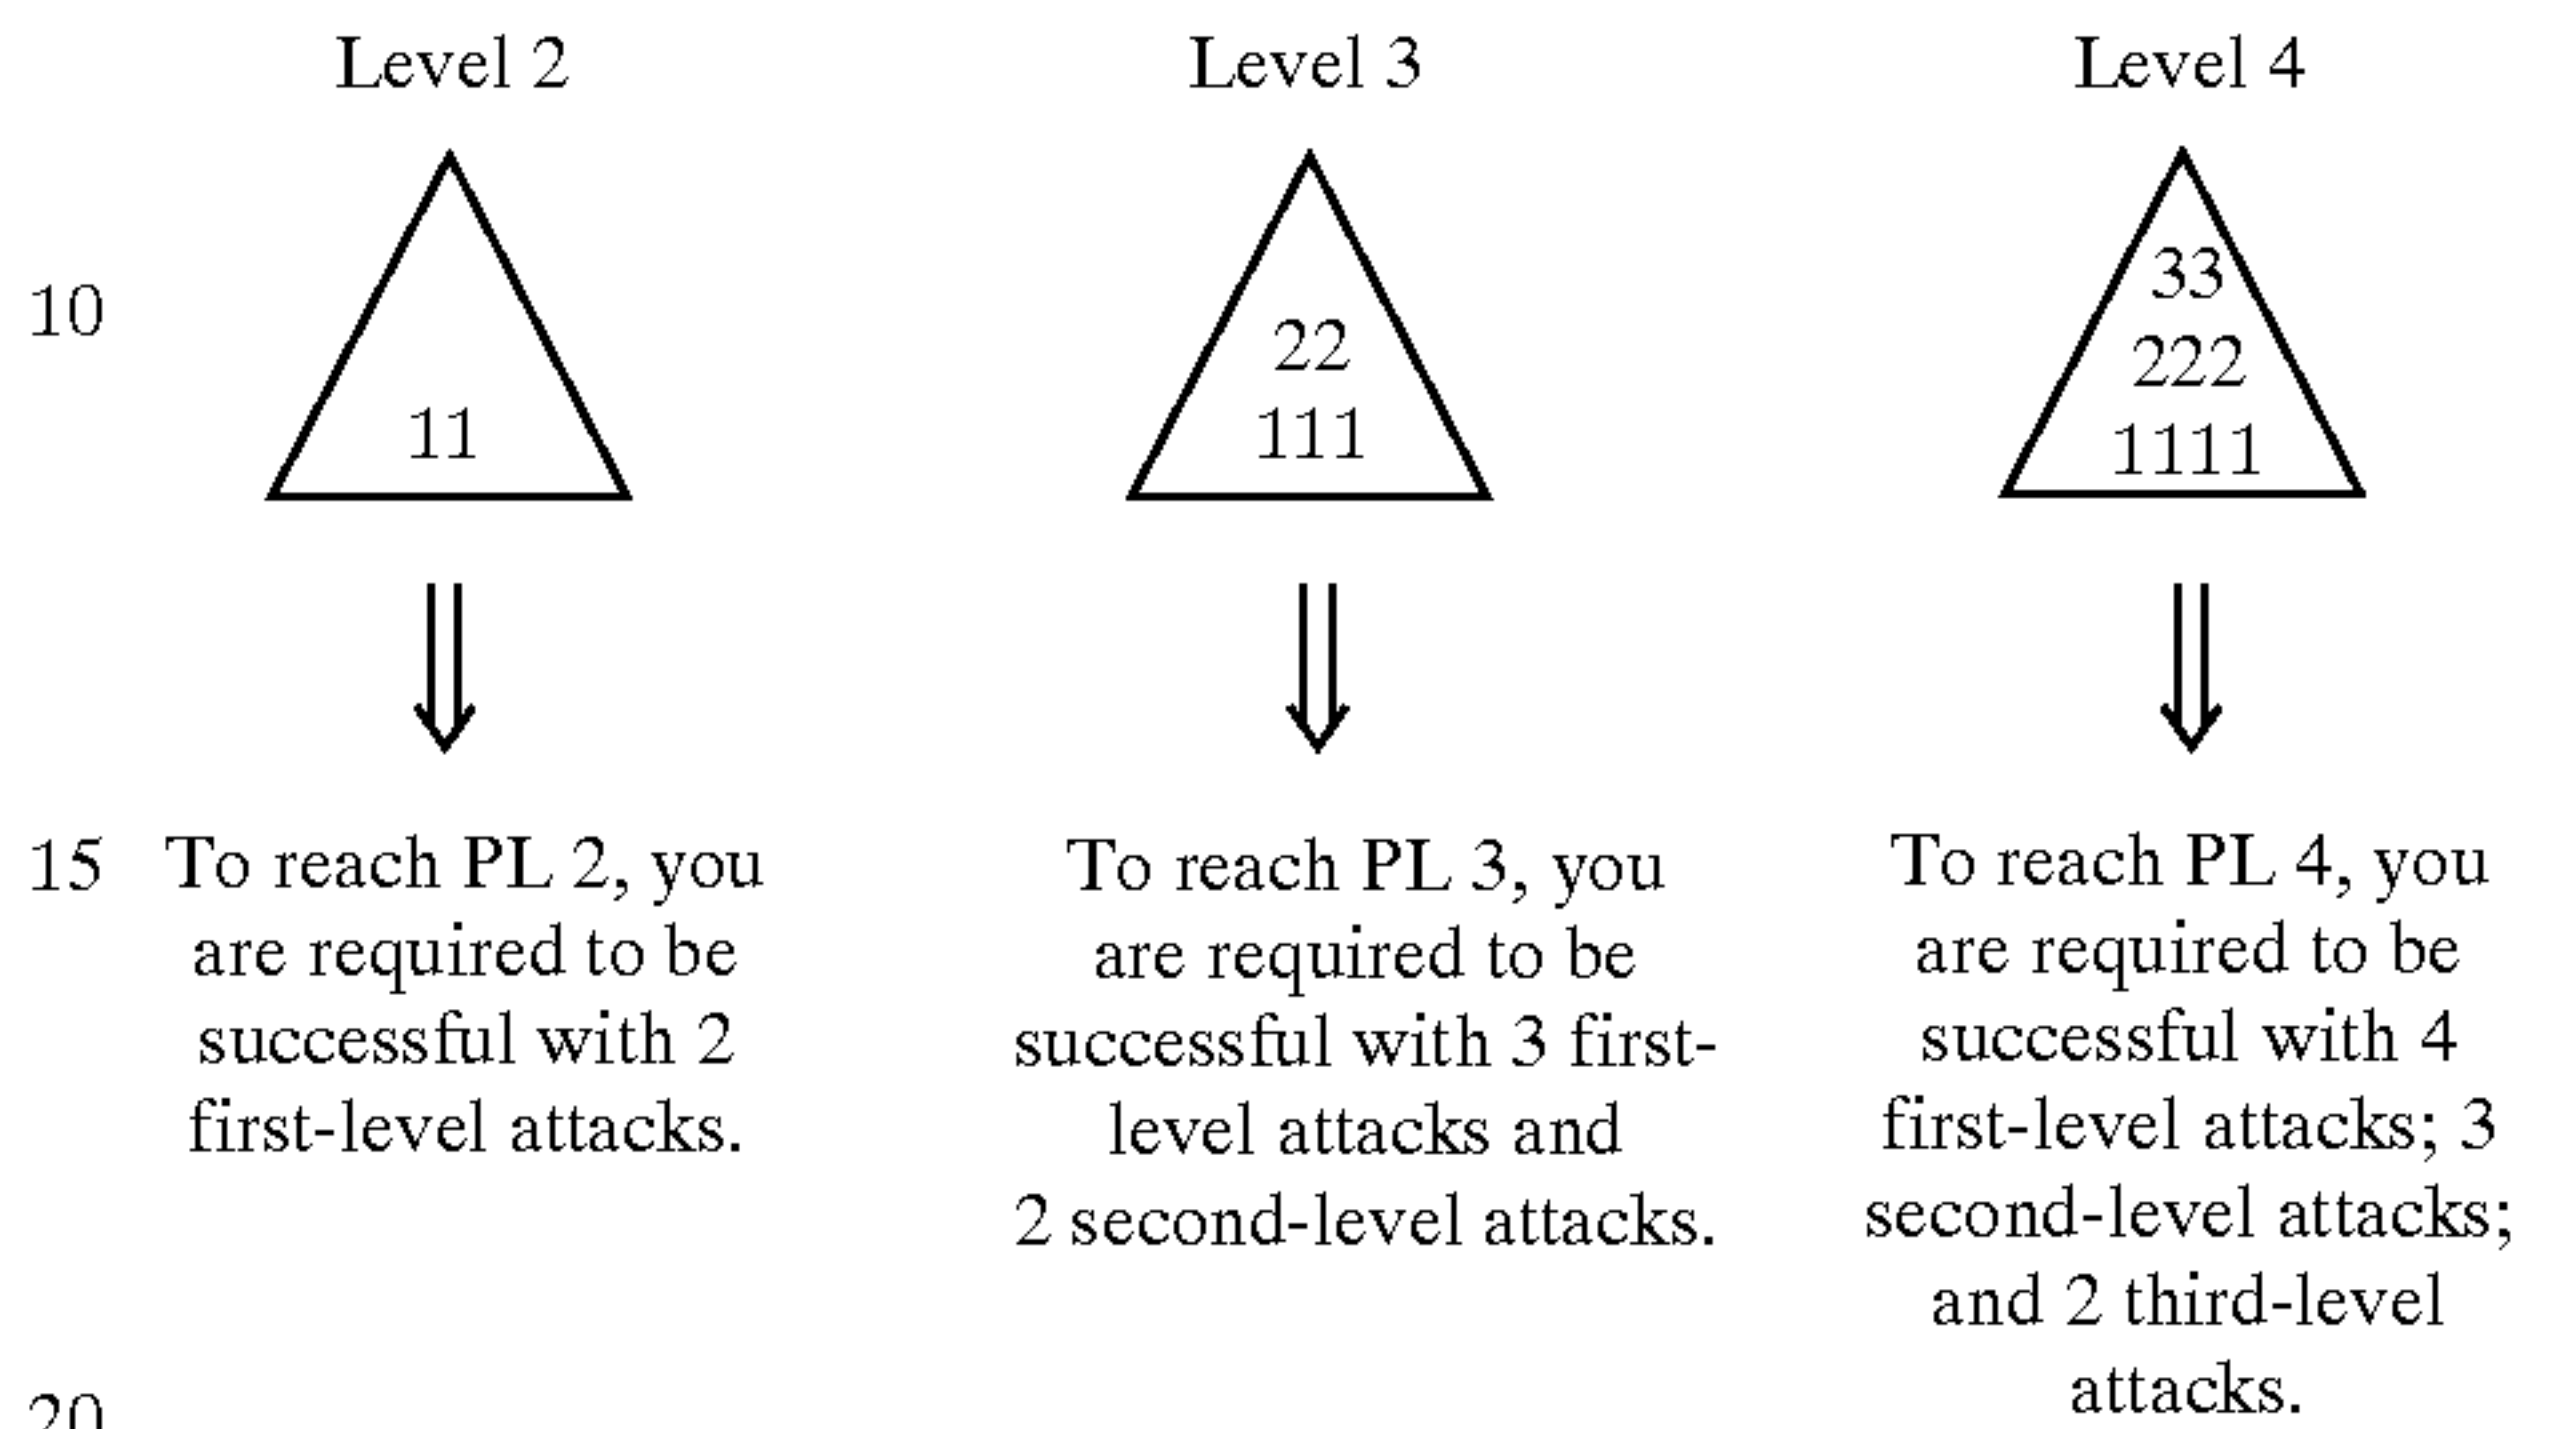 Level 2
Level 3
Level 4
10
11
22
111
33
222
1111
15
To reach PL 2, you
are required to be
successful with 2
first-level attacks.
To reach PL 3, you
are required to be
successful with 3 first-
level attacks and
2 second-level attacks.
To reach PL 4, you
are required to be
successful with 4
first-level attacks; 3
second-level attacks;
and 2 third-level
attacks.
20